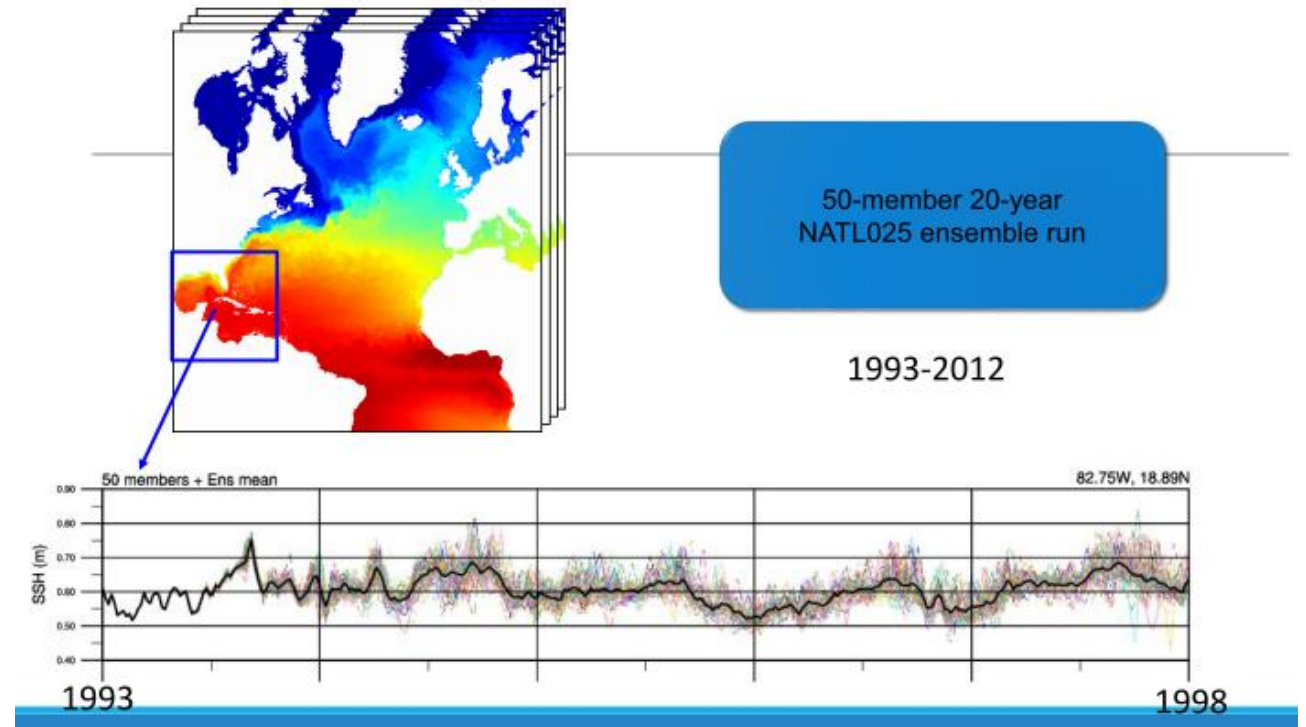 50-member 20-year
NATL025 ensemble run
1993-2012
50 members + Ens mean
82.75W, 18.89N
SSH (m)
0.90
0.80
0.70
0.60
0.50
0.40
1993
1998